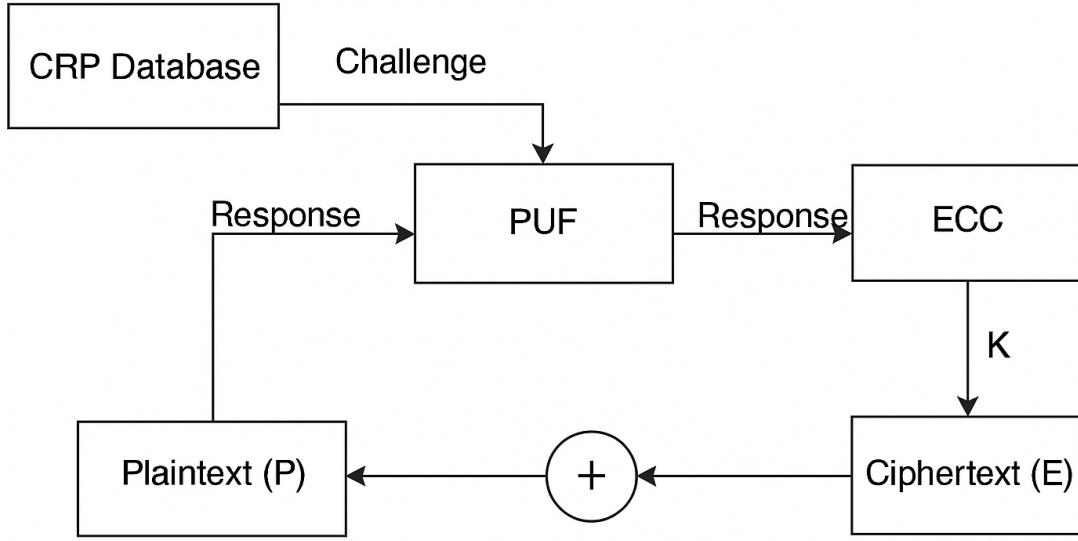 CRP Database
Challenge
Response
PUF
Response
ECC
K
Plaintext (P)
+
Ciphertext (E)